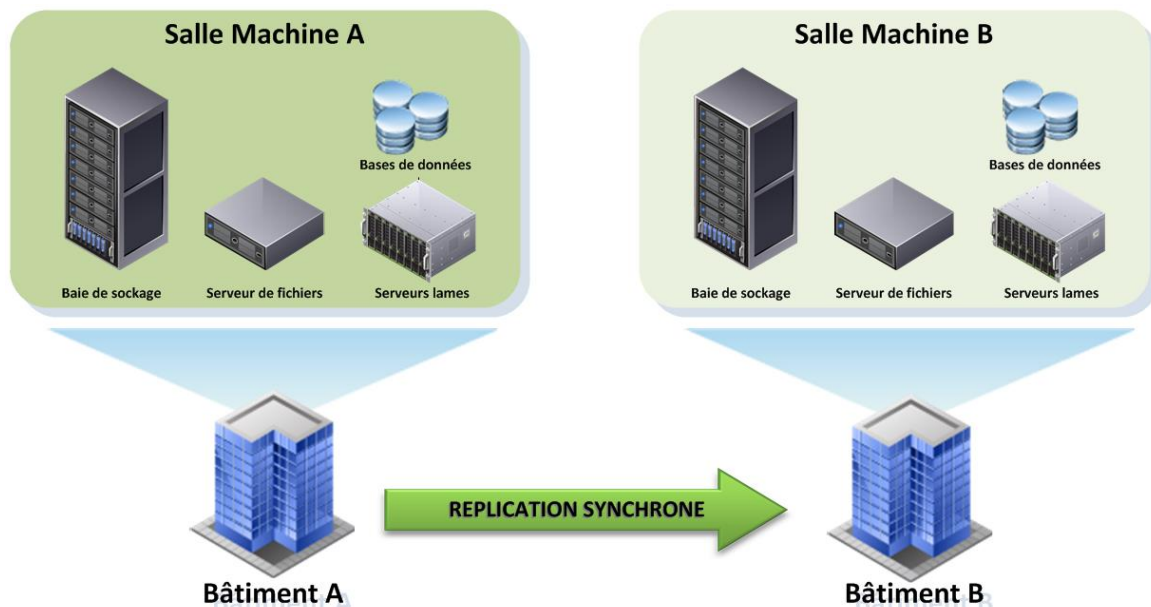 Salle Machine A
Bases de données
Baie de sockage
Serveur de fichiers
Serveurs lames
Salle Machine B
Bases de données
Baie de sockage
Serveur de fichiers
Serveurs lames
REPLICATION SYNCHRONE
Bâtiment A
Bâtiment B